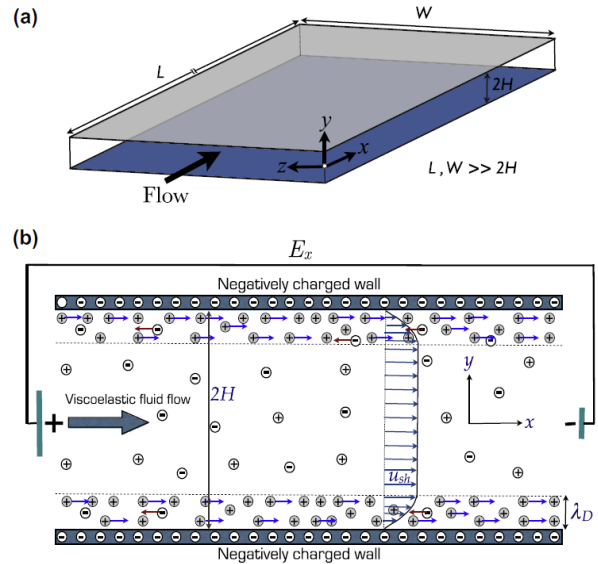 (a)
W
L
2H
y
x
z
L , W >> 2H
Flow
(b)
E_x
Negatively charged wall
2H
y
Viscoelastic fluid flow
+
-
x
u_sh
λ_D
Negatively charged wall